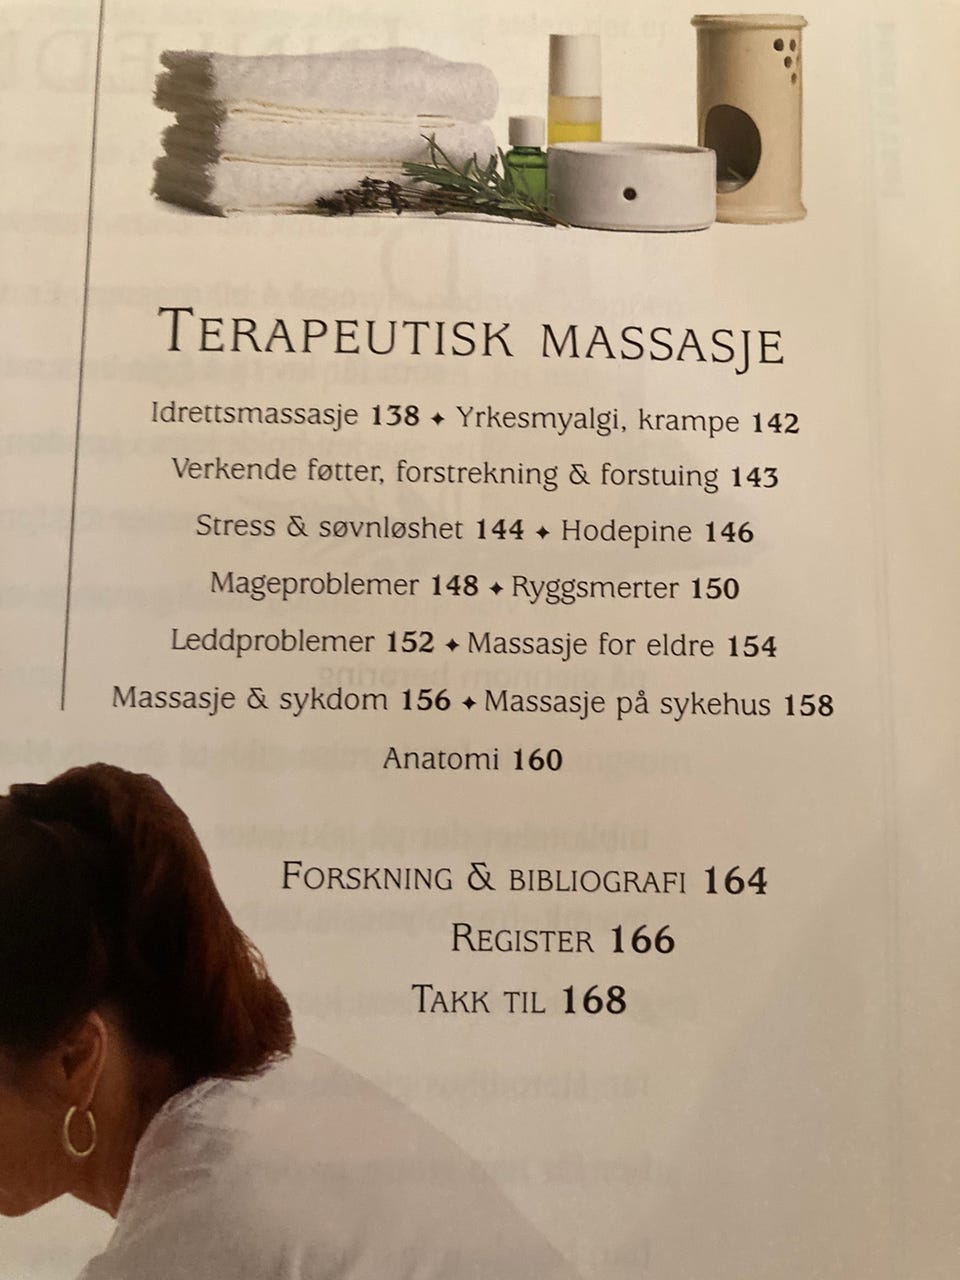 TERAPEUTISK MASSASJE
Idrettsmassasje 138 ✦ Yrkesmyalgi, krampe 142
Verkende føtter, forstrekning & forstuing 143
Stress & søvnløshet 144 ✦ Hodepine 146
Mageproblemer 148 ✦ Ryggsmerter 150
Leddproblemer 152 ✦ Massasje for eldre 154
Massasje & sykdom 156 ✦ Massasje på sykehus 158
Anatomi 160
FORSKNING & BIBLIOGRAFI 164
REGISTER 166
TAKK TIL 168